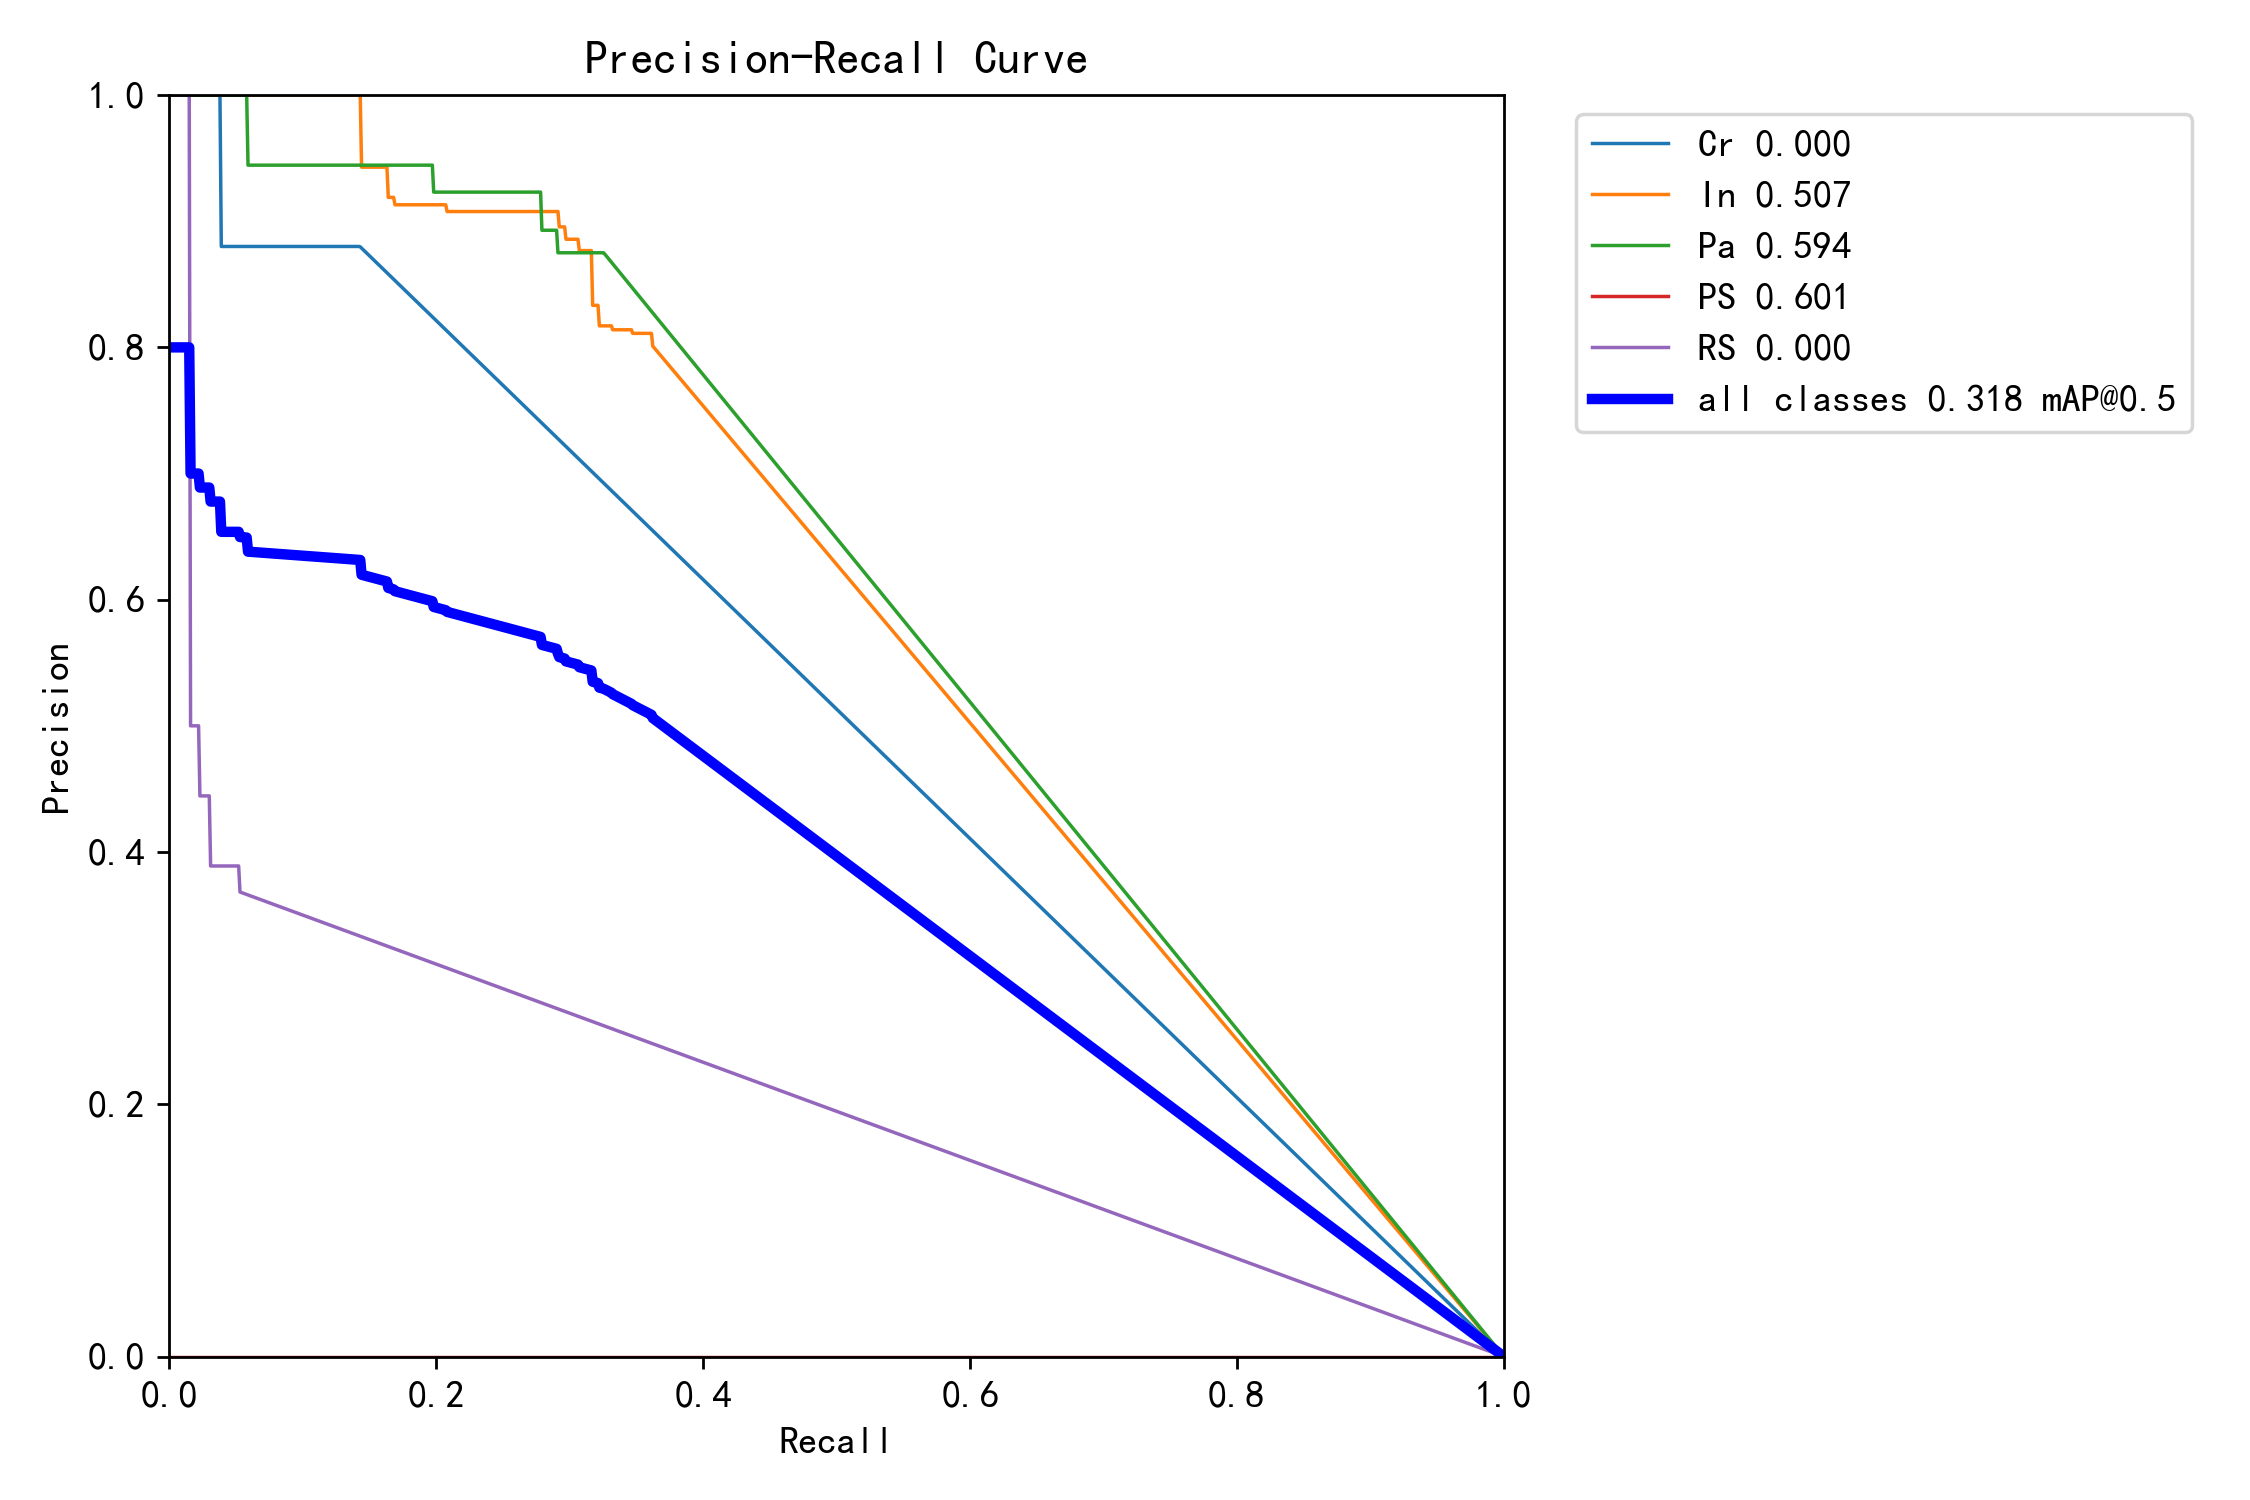 Precision-Recall Curve
1.0
0.8
0.6
0.4
0.2
0.0
Precision
0.0 0.2 0.4 0.6 0.8 1.0
Recall
Cr 0.000
In 0.507
Pa 0.594
PS 0.601
RS 0.000
all classes 0.318 mAP@0.5